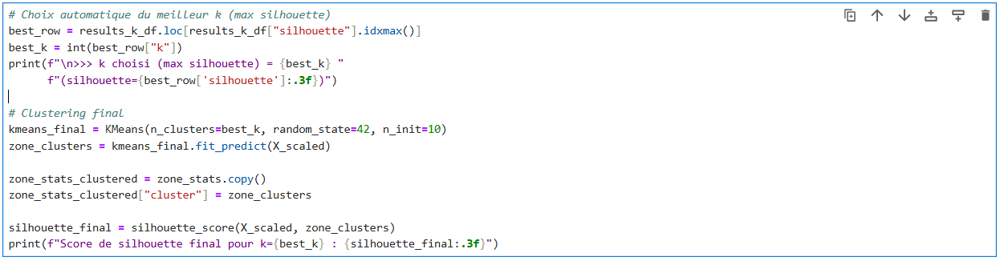 # Choix automatique du meilleur k (max silhouette)
best_row = results_k_df.loc[results_k_df["silhouette"].idxmax()]
best_k = int(best_row["k"])
print(f"\n>>> k choisi (max silhouette) = {best_k} "
      f"(silhouette={best_row['silhouette']:.3f})")

# Clustering final
kmeans_final = KMeans(n_clusters=best_k, random_state=42, n_init=10)
zone_clusters = kmeans_final.fit_predict(X_scaled)

zone_stats_clustered = zone_stats.copy()
zone_stats_clustered["cluster"] = zone_clusters

silhouette_final = silhouette_score(X_scaled, zone_clusters)
print(f"Score de silhouette final pour k={best_k} : {silhouette_final:.3f}")